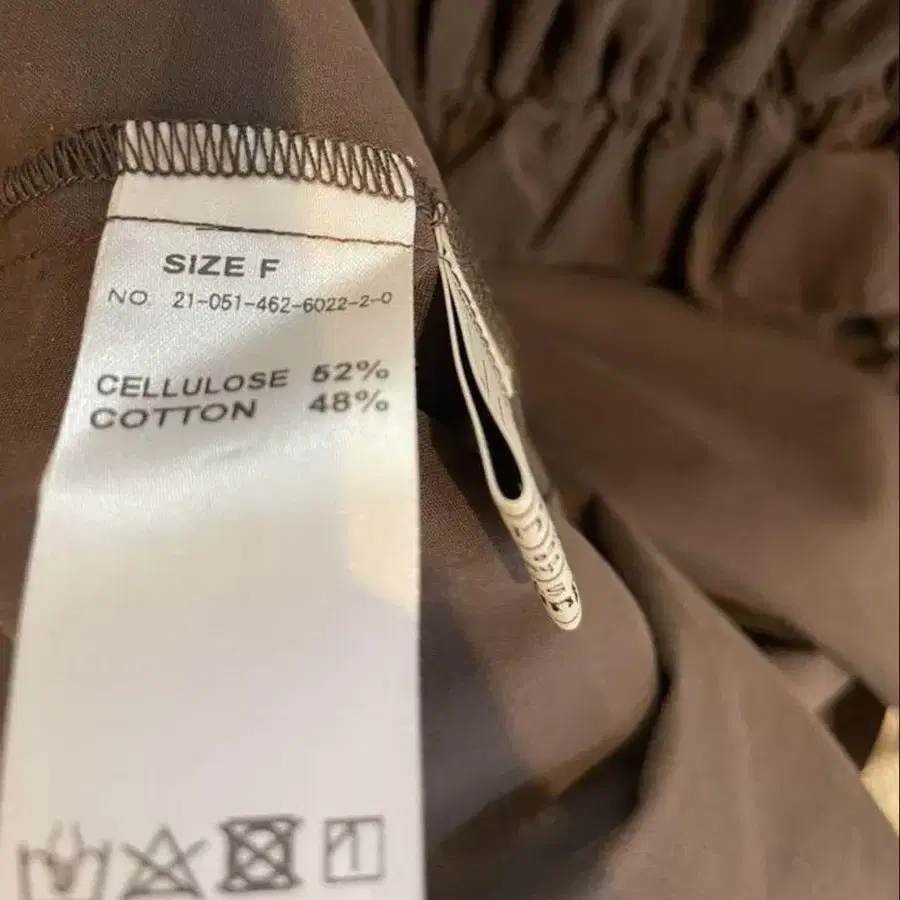 SIZE F
NO. 21-051-462-6022-2-0
CELLULOSE 52%
COTTON 48%